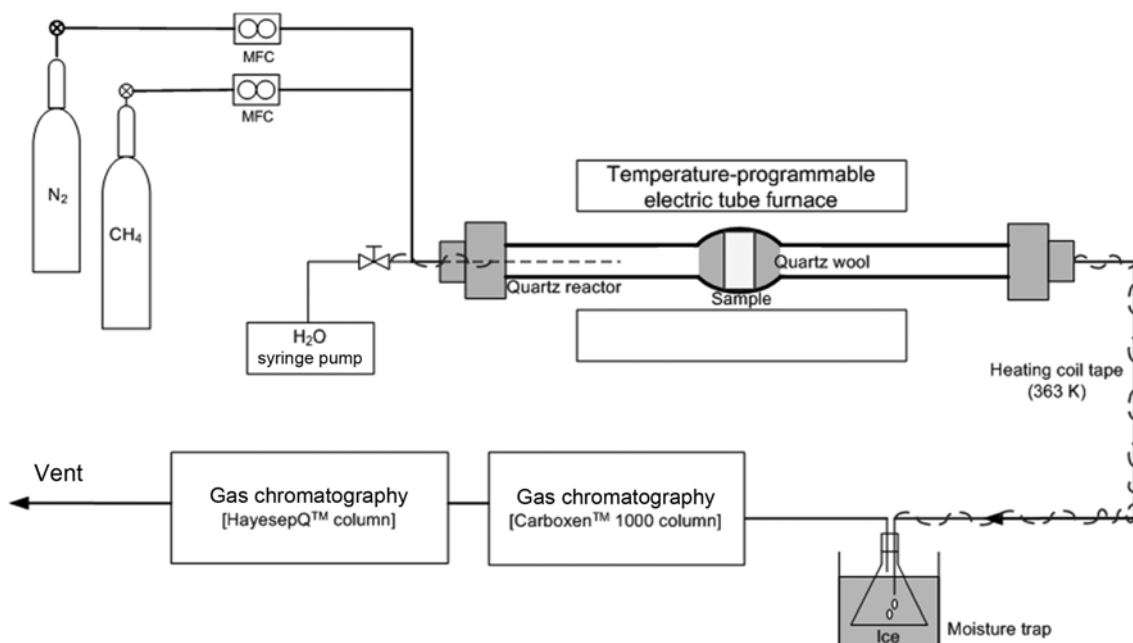 MFC
MFC
N₂
CH₄
Temperature-programmable
electric tube furnace
Quartz wool
Quartz reactor
Sample
H₂O
syringe pump
Heating coil tape
(363 K)
Vent
Gas chromatography
[HayesepQ™ column]
Gas chromatography
[Carboxen™ 1000 column]
Ice
Moisture trap